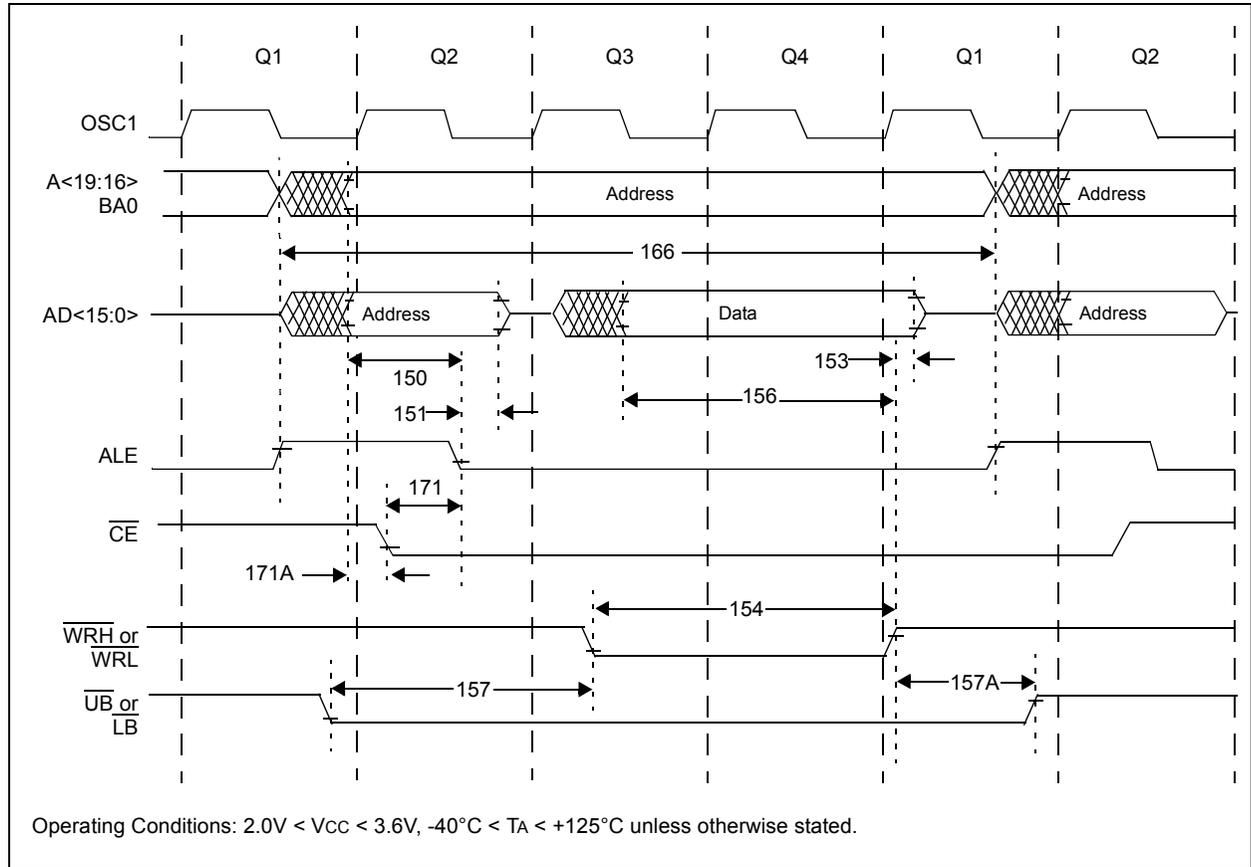 Q1 Q2 Q3 Q4 Q1 Q2
OSC1
A<19:16>
BA0
Address
Address
166
AD<15:0>
Address
Data
Address
150
153
151
156
ALE
171
CE
171A
154
WRH or
WRL
157
157A
UB or
LB
Operating Conditions: 2.0V < VCC < 3.6V, -40°C < TA < +125°C unless otherwise stated.